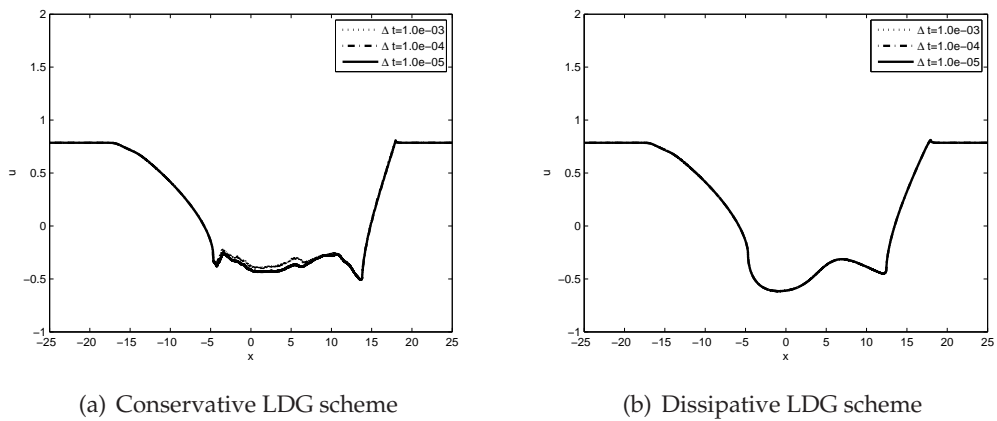 2
1.5
1
0.5
0
−0.5
−1
u
−25 −20 −15 −10 −5 0 5 10 15 20 25
x
Δ t=1.0e−03
Δ t=1.0e−04
Δ t=1.0e−05
(a) Conservative LDG scheme
2
1.5
1
0.5
0
−0.5
−1
u
−25 −20 −15 −10 −5 0 5 10 15 20 25
x
Δ t=1.0e−03
Δ t=1.0e−04
Δ t=1.0e−05
(b) Dissipative LDG scheme